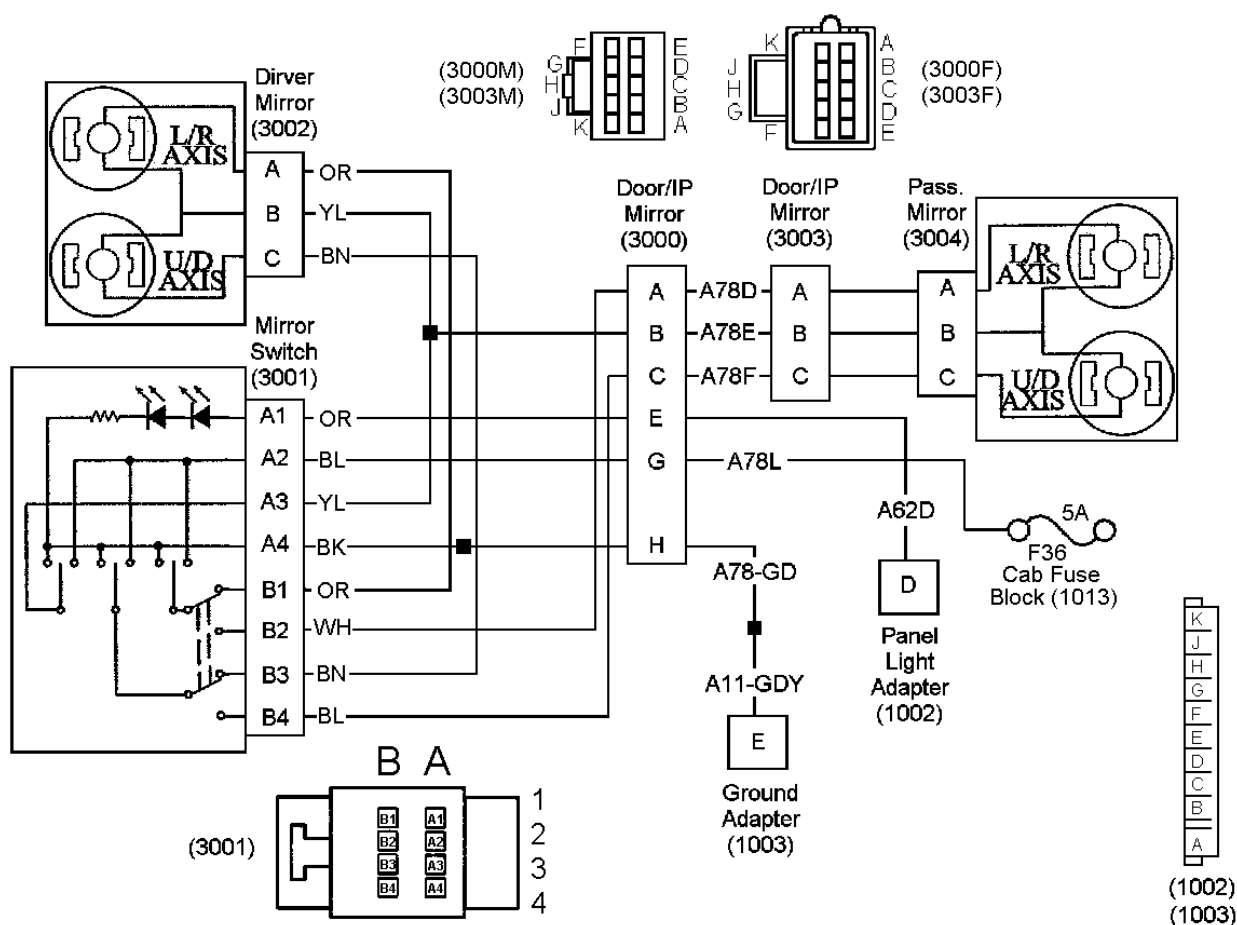 F
G
H
J
K
E
D
C
B
A
(3000M)
(3003M)
K
J
H
G
F
A
B
C
D
E
(3000F)
(3003F)
Dirver
Mirror
(3002)
L/R
AXIS
U/D
AXIS
A OR
B YL
C BN
Door/IP
Mirror
(3000)
Door/IP
Mirror
(3003)
Pass.
Mirror
(3004)
A A78D A A
B A78E B B
C A78F C C
E
G A78L
H
L/R
AXIS
U/D
AXIS
Mirror
Switch
(3001)
A1 OR
A2 BL
A3 YL
A4 BK
B1 OR
B2 WH
B3 BN
B4 BL
A62D
5A
F36
Cab Fuse
Block (1013)
A78-GD
D
Panel
Light
Adapter
(1002)
A11-GDY
E
Ground
Adapter
(1003)
B A
B1 A1 1
B2 A2 2
B3 A3 3
B4 A4 4
(3001)
K
J
H
G
F
E
D
C
B
A
(1002)
(1003)